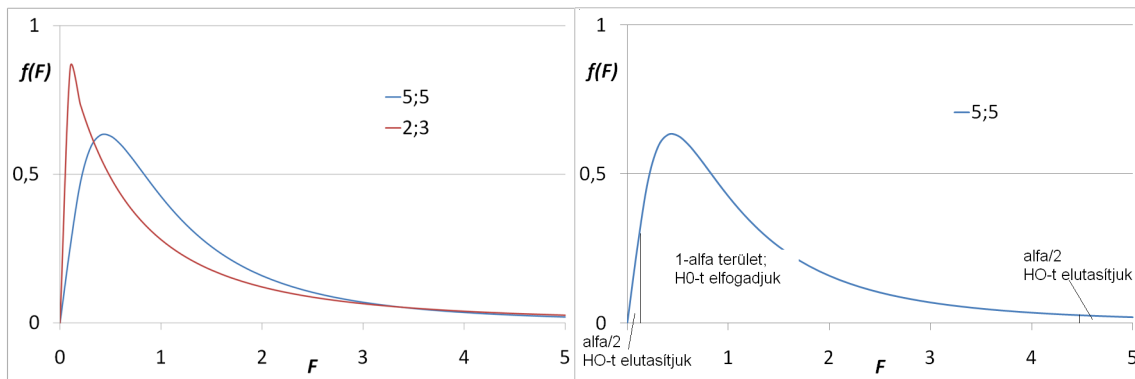 1
f(F)
5;5
2;3
0,5
0
0 1 2 3 4 5
F
1
f(F)
5;5
0,5
1-alfa terület;
H0-t elfogadjuk
alfa/2
HO-t elutasítjuk
0
1 2 3 4 5
alfa/2
HO-t elutasítjuk
F